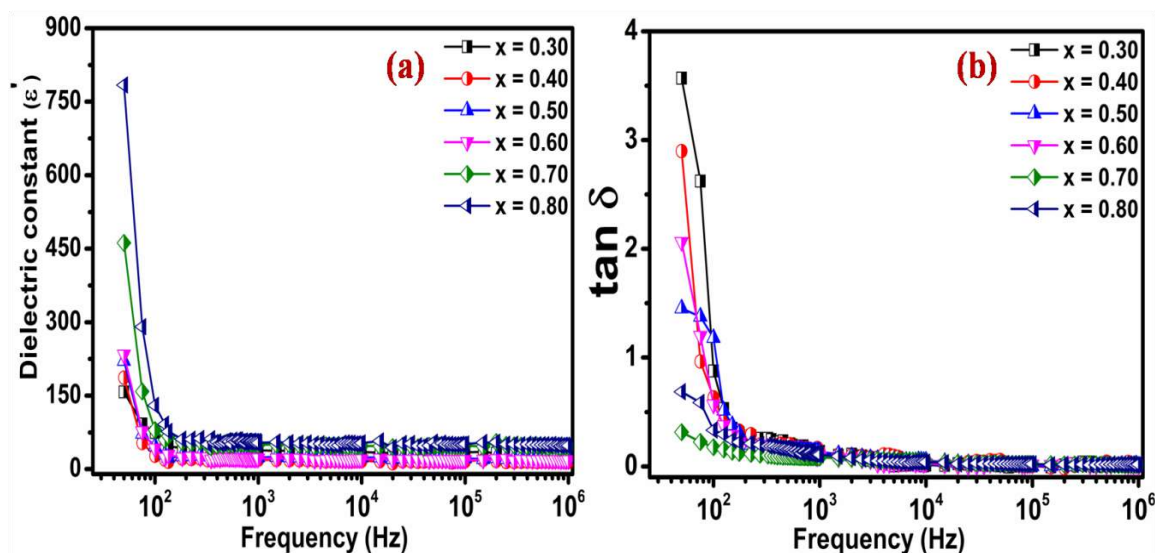 900
750
600
450
300
150
0
Dielectric constant (ε')
(a)
x = 0.30
x = 0.40
x = 0.50
x = 0.60
x = 0.70
x = 0.80
10²
10³
10⁴
10⁵
10⁶
Frequency (Hz)
4
3
2
1
0
tan δ
(b)
x = 0.30
x = 0.40
x = 0.50
x = 0.60
x = 0.70
x = 0.80
10²
10³
10⁴
10⁵
10⁶
Frequency (Hz)